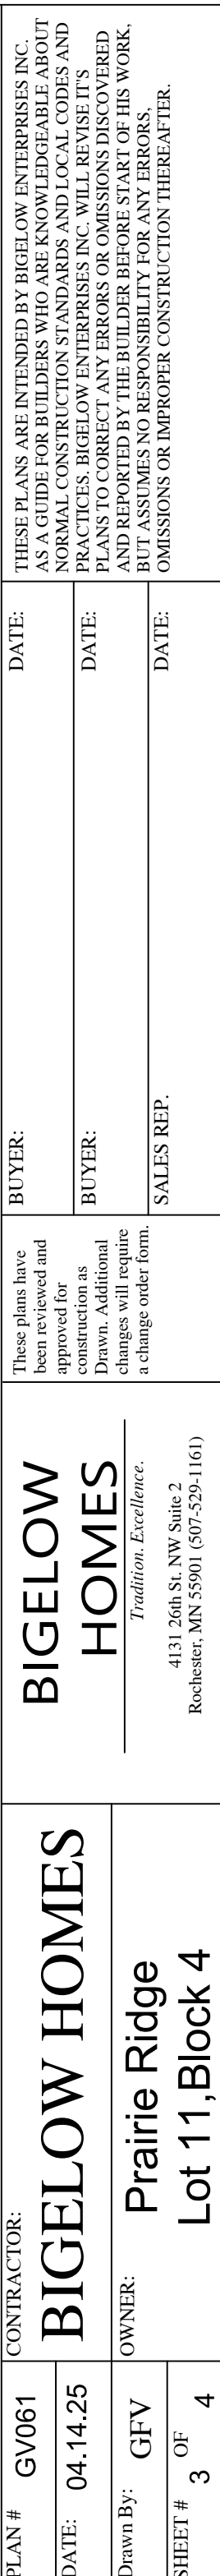 PLAN #
GV061
DATE:
04.14.25
Drawn By:
GFV
SHEET #
3 OF 4
CONTRACTOR:
BIGELOW HOMES
OWNER:
Prairie Ridge
Lot 11,Block 4
BIGELOW
HOMES
Tradition. Excellence.
4131 26th St. NW Suite 2
Rochester, MN 55901 (507-529-1161)
These plans have
been reviewed and
approved for
construction as
Drawn. Additional
changes will require
a change order form.
BUYER: DATE:
BUYER: DATE:
SALES REP. DATE:
THESE PLANS ARE INTENDED BY BIGELOW ENTERPRISES INC.
AS A GUIDE FOR BUILDERS WHO ARE KNOWLEDGEABLE ABOUT
NORMAL CONSTRUCTION STANDARDS AND LOCAL CODES AND
PRACTICES. BIGELOW ENTERPRISES INC. WILL REVISE IT'S
PLANS TO CORRECT ANY ERRORS OR OMISSIONS DISCOVERED
AND REPORTED BY THE BUILDER BEFORE START OF HIS WORK,
BUT ASSUMES NO RESPONSIBILITY FOR ANY ERRORS,
OMISSIONS OR IMPROPER CONSTRUCTION THEREAFTER.